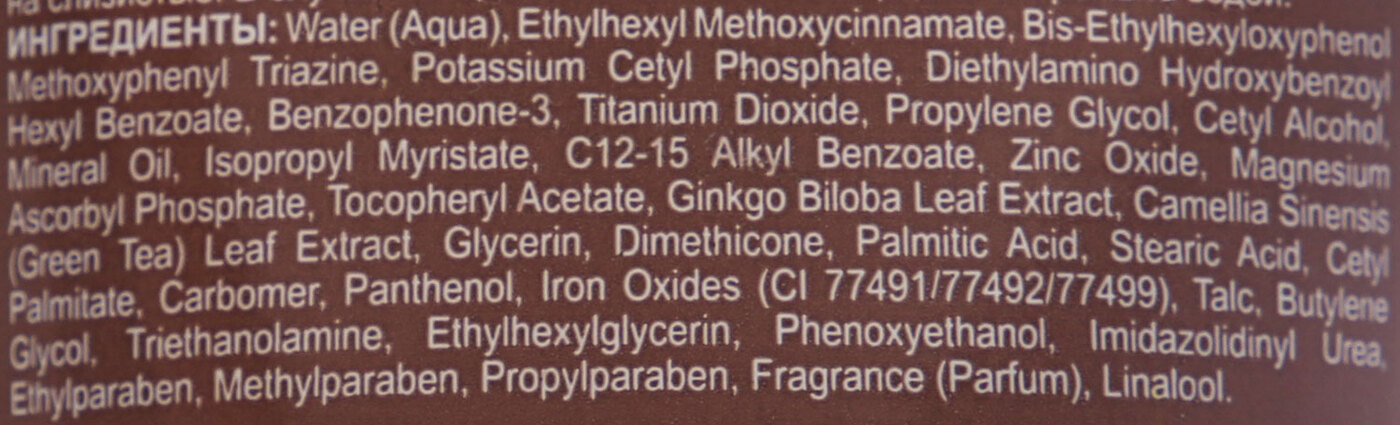 ИНГРЕДИЕНТЫ: Water (Aqua), Ethylhexyl Methoxycinnamate, Bis-Ethylhexyloxyphenol
Methoxyphenyl Triazine, Potassium Cetyl Phosphate, Diethylamino Hydroxybenzoyl
Hexyl Benzoate, Benzophenone-3, Titanium Dioxide, Propylene Glycol, Cetyl Alcohol,
Mineral Oil, Isopropyl Myristate, C12-15 Alkyl Benzoate, Zinc Oxide, Magnesium
Ascorbyl Phosphate, Tocopheryl Acetate, Ginkgo Biloba Leaf Extract, Camellia Sinensis
(Green Tea) Leaf Extract, Glycerin, Dimethicone, Palmitic Acid, Stearic Acid, Cetyl
Palmitate, Carbomer, Panthenol, Iron Oxides (CI 77491/77492/77499), Talc, Butylene
Glycol, Triethanolamine, Ethylhexylglycerin, Phenoxyethanol, Imidazolidinyl Urea,
Ethylparaben, Methylparaben, Propylparaben, Fragrance (Parfum), Linalool.